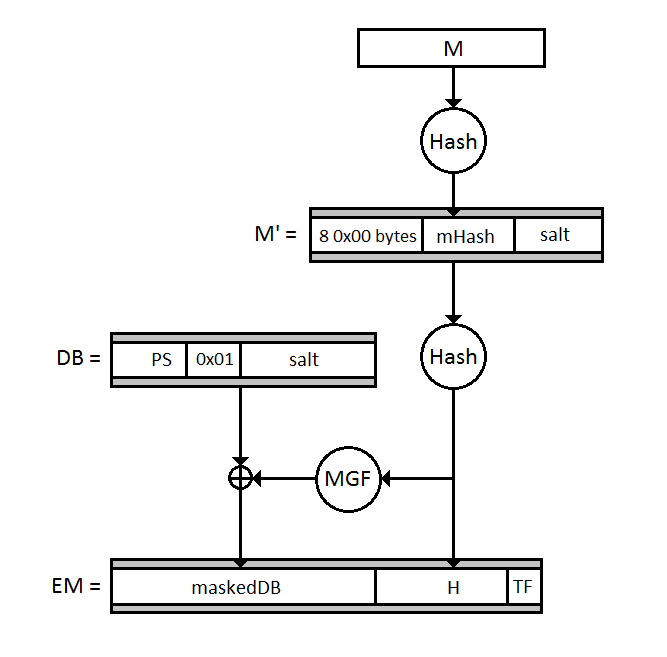 M
Hash
M' = 8 0x00 bytes mHash salt
Hash
DB = PS 0x01 salt
MGF
EM = maskedDB H TF